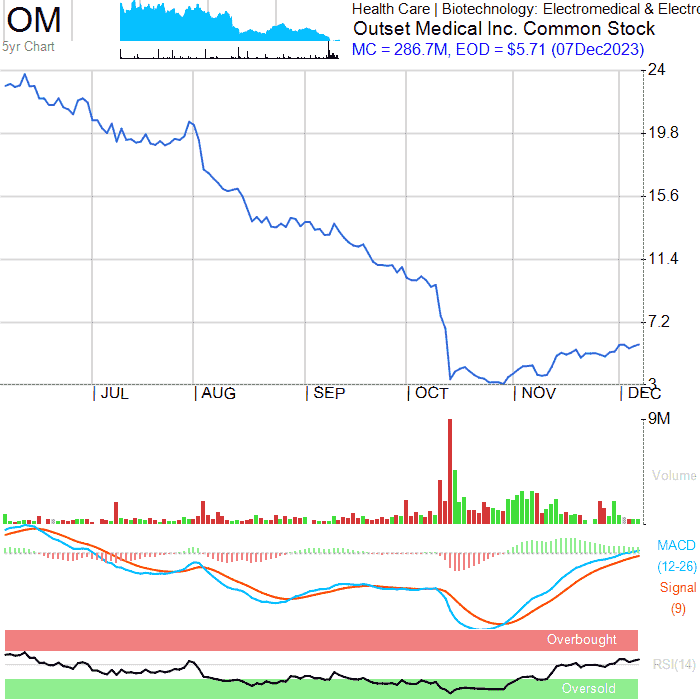 OM
5yr Chart
Health Care | Biotechnology: Electromedical & Electro
Outset Medical Inc. Common Stock
MC = 286.7M, EOD = $5.71 (07Dec2023)
24
19.8
15.6
11.4
7.2
3
JUL AUG SEP OCT NOV DEC
9M
Volume
MACD
(12-26)
Signal
(9)
Overbought
RSI(14)
Oversold